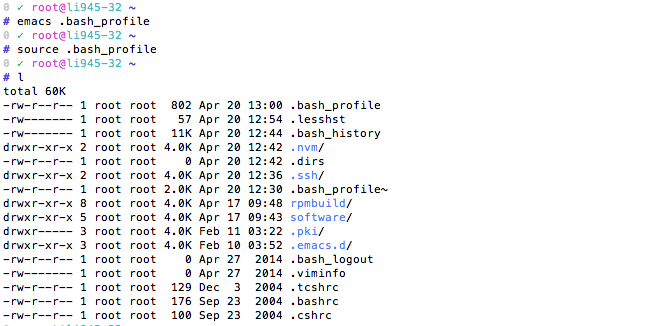 0 ✓ root@li945-32 ~
# emacs .bash_profile
0 ✓ root@li945-32 ~
# source .bash_profile
0 ✓ root@li945-32 ~
# l
total 60K
-rw-r--r-- 1 root root  802 Apr 20 13:00 .bash_profile
-rw------- 1 root root   57 Apr 20 12:54 .lesshst
-rw------- 1 root root  11K Apr 20 12:44 .bash_history
drwxr-xr-x 2 root root 4.0K Apr 20 12:42 .nvm/
-rw-r--r-- 1 root root    0 Apr 20 12:42 .dirs
drwxr-xr-x 2 root root 4.0K Apr 20 12:36 .ssh/
-rw-r--r-- 1 root root 2.0K Apr 20 12:30 .bash_profile~
drwxr-xr-x 8 root root 4.0K Apr 17 09:48 rpmbuild/
drwxr-xr-x 5 root root 4.0K Apr 17 09:43 software/
drwxr----- 3 root root 4.0K Feb 11 03:22 .pki/
drwxr-xr-x 3 root root 4.0K Feb 10 03:52 .emacs.d/
-rw-r--r-- 1 root root    0 Apr 27  2014 .bash_logout
-rw------- 1 root root    0 Apr 27  2014 .viminfo
-rw-r--r-- 1 root root  129 Dec  3  2004 .tcshrc
-rw-r--r-- 1 root root  176 Sep 23  2004 .bashrc
-rw-r--r-- 1 root root  100 Sep 23  2004 .cshrc